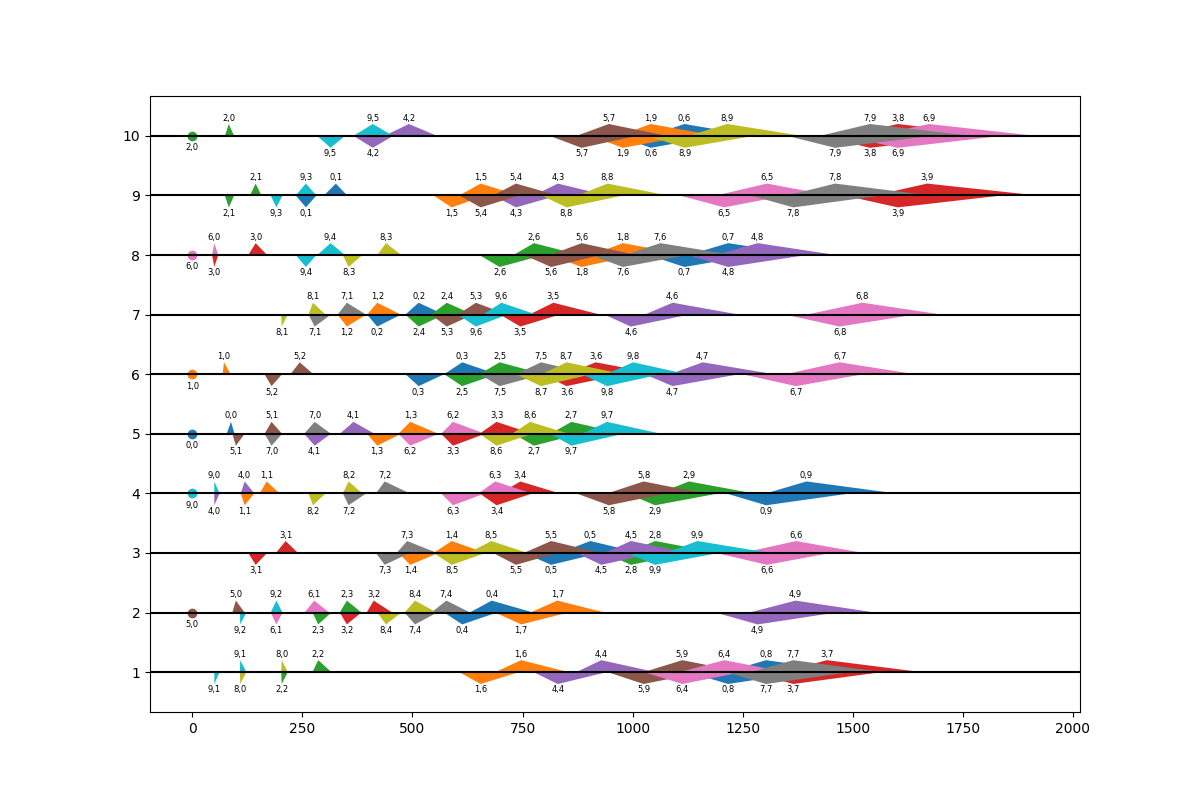 2,0 9,5 4,2 5,7 1,9 0,6 8,9 7,9 3,8 6,9
10
2,0 9,5 4,2 5,7 1,9 0,6 8,9 7,9 3,8 6,9
2,1 9,3 0,1 1,5 5,4 4,3 8,8 6,5 7,8 3,9
9
2,1 9,3 0,1 1,5 5,4 4,3 8,8 6,5 7,8 3,9
6,0 3,0 9,4 8,3 2,6 5,6 1,8 7,6 0,7 4,8
8
6,0 3,0 9,4 8,3 2,6 5,6 1,8 7,6 0,7 4,8
8,1 7,1 1,2 0,2 2,4 5,3 9,6 3,5 4,6 6,8
7
8,1 7,1 1,2 0,2 2,4 5,3 9,6 3,5 4,6 6,8
1,0 5,2 0,3 2,5 7,5 8,7 3,6 9,8 4,7 6,7
6
1,0 5,2 0,3 2,5 7,5 8,7 3,6 9,8 4,7 6,7
0,0 5,1 7,0 4,1 1,3 6,2 3,3 8,6 2,7 9,7
5
0,0 5,1 7,0 4,1 1,3 6,2 3,3 8,6 2,7 9,7
9,0 4,0 1,1 8,2 7,2 6,3 3,4 5,8 2,9 0,9
4
9,0 4,0 1,1 8,2 7,2 6,3 3,4 5,8 2,9 0,9
3,1 7,3 1,4 8,5 5,5 0,5 4,5 2,8 9,9 6,6
3
3,1 7,3 1,4 8,5 5,5 0,5 4,5 2,8 9,9 6,6
5,0 9,2 6,1 2,3 3,2 8,4 7,4 0,4 1,7 4,9
2
5,0 9,2 6,1 2,3 3,2 8,4 7,4 0,4 1,7 4,9
9,1 8,0 2,2 1,6 4,4 5,9 6,4 0,8 7,7 3,7
1
9,1 8,0 2,2 1,6 4,4 5,9 6,4 0,8 7,7 3,7
0 250 500 750 1000 1250 1500 1750 2000